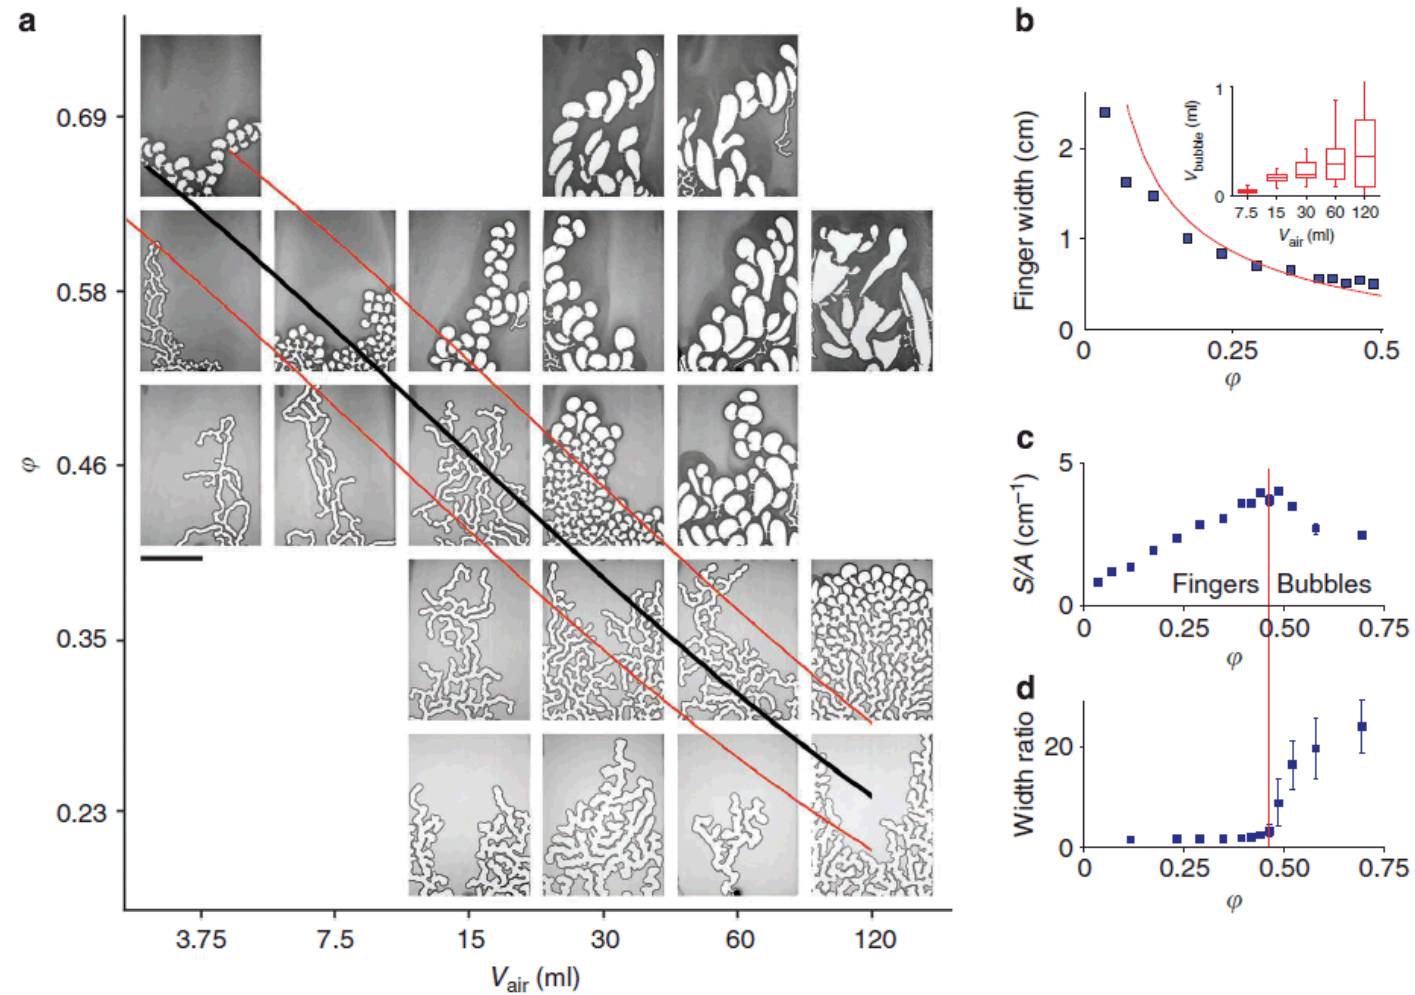 a
0.69
0.58
0.46
0.35
0.23
φ
3.75 7.5 15 30 60 120
V air (ml)
b
Finger width (cm)
2
1
0
0 0.25 0.5
φ
V bubble (ml)
1
0
7.5 15 30 60 120
V air (ml)
c
S/A (cm⁻¹)
5
0
Fingers Bubbles
0 0.25 0.50 0.75
φ
d
Width ratio
20
0
0 0.25 0.50 0.75
φ